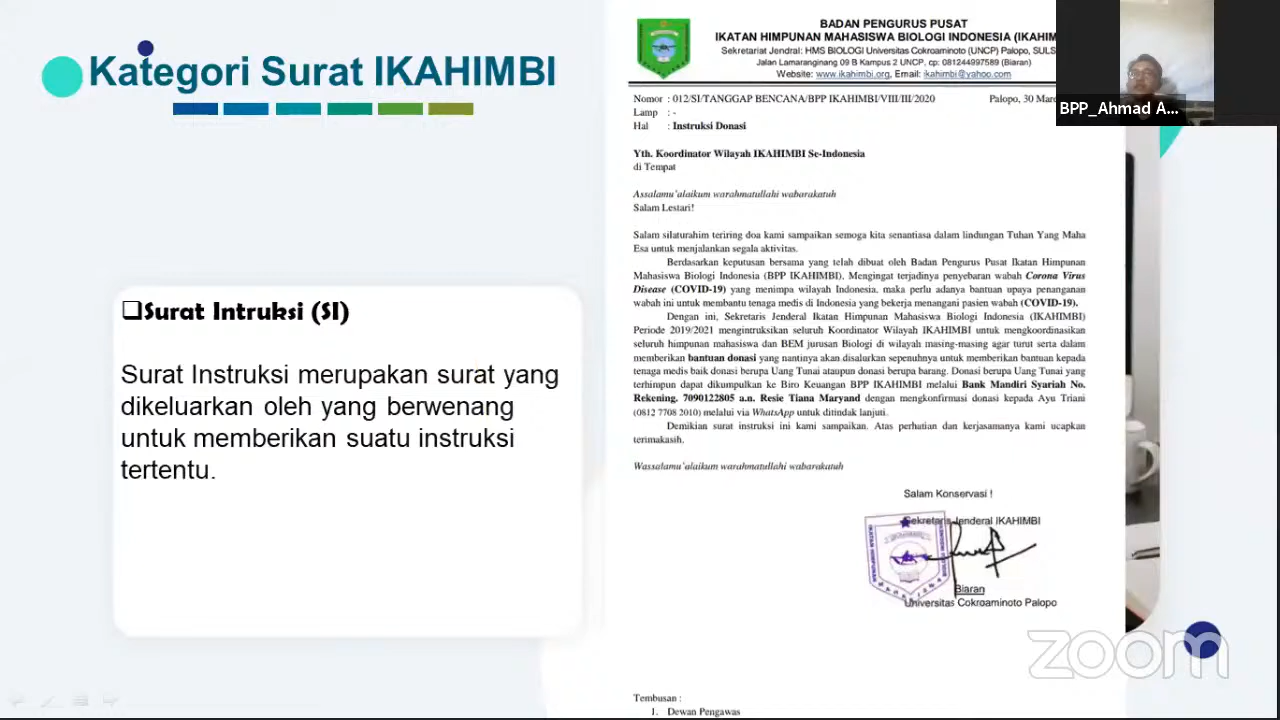 Kategori Surat IKAHIMBI
❑Surat Intruksi (SI)
Surat Instruksi merupakan surat yang
dikeluarkan oleh yang berwenang
untuk memberikan suatu instruksi
tertentu.
BADAN PENGURUS PUSAT
IKATAN HIMPUNAN MAHASISWA BIOLOGI INDONESIA (IKAHIM
Sekretariat Jendral: HMS BIOLOGI Universitas Cokroaminoto (UNCP) Palopo, SULS
Jalan Lamaranginang 09 B Kampus 2 UNCP, cp: 081244997589 (Biaran)
Website: www.ikahimbi.org, Email: ikahimbi@yahoo.com
Nomor : 012/SI/TANGGAP BENCANA/BPP IKAHIMBI/VIII/III/2020 Palopo, 30 Mare
Lamp : -
Hal : Instruksi Donasi
Yth. Koordinator Wilayah IKAHIMBI Se-Indonesia
di Tempat
Assalamu'alaikum warahmatullahi wabarakatuh
Salam Lestari!
Salam silaturahim teriring doa kami sampaikan semoga kita senantiasa dalam lindungan Tuhan Yang Maha
Esa untuk menjalankan segala aktivitas.
Berdasarkan keputusan bersama yang telah dibuat oleh Badan Pengurus Pusat Ikatan Himpunan
Mahasiswa Biologi Indonesia (BPP IKAHIMBI), Mengingat terjadinya penyebaran wabah Corona Virus
Disease (COVID-19) yang menimpa wilayah Indonesia, maka perlu adanya bantuan upaya penanganan
wabah ini untuk membantu tenaga medis di Indonesia yang bekerja menangani pasien wabah (COVID-19).
Dengan ini, Sekretaris Jenderal Ikatan Himpunan Mahasiswa Biologi Indonesia (IKAHIMBI)
Periode 2019/2021 mengintruksikan seluruh Koordinator Wilayah IKAHIMBI untuk mengkoordinasikan
seluruh himpunan mahasiswa dan BEM jurusan Biologi di wilayah masing-masing agar turut serta dalam
memberikan bantuan donasi yang nantinya akan disalurkan sepenuhnya untuk memberikan bantuan kepada
tenaga medis baik donasi berupa Uang Tunai ataupun donasi berupa barang. Donasi berupa Uang Tunai yang
terhimpun dapat dikumpulkan ke Biro Keuangan BPP IKAHIMBI melalui Bank Mandiri Syariah No.
Rekening. 7090122805 a.n. Resie Tiana Maryand dengan mengkonfirmasi donasi kepada Ayu Triani
(0812 7708 2010) melalui via WhatsApp untuk ditindak lanjuti.
Demikian surat instruksi ini kami sampaikan. Atas perhatian dan kerjasamanya kami ucapkan
terimakasih.
Wassalamu'alaikum warahmatullahi wabarakatuh
Salam Konservasi !
Sekretaris Jenderal IKAHIMBI
Biaran
Universitas Cokroaminoto Palopo
Tembusan :
1. Dewan Pengawas
BPP_Ahmad A...
zoom